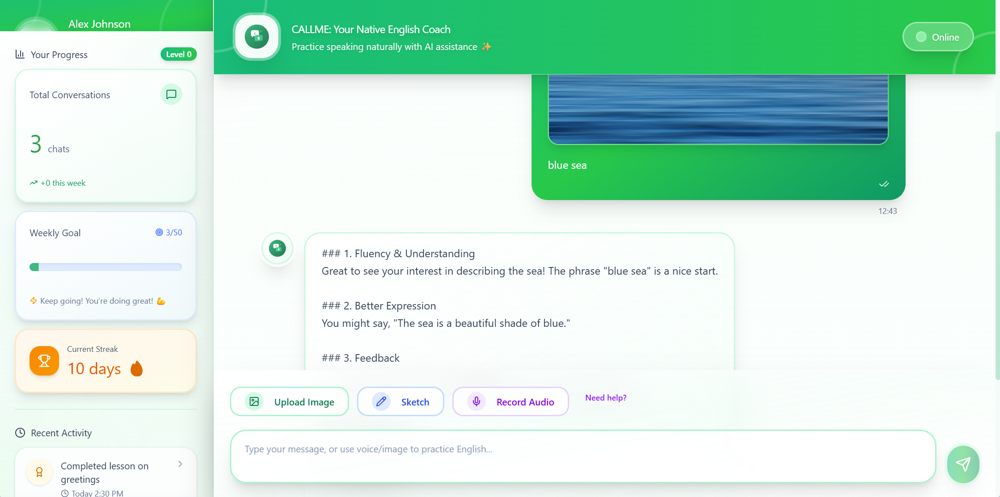 Alex Johnson
Your Progress
Level 0
Total Conversations
3 chats
+0 this week
Weekly Goal
3/50
Keep going! You're doing great! 💪
Current Streak
10 days
Recent Activity
Completed lesson on
greetings
Today 2:30 PM
CALLME: Your Native English Coach
Practice speaking naturally with AI assistance ✨
Online
blue sea
12:43
### 1. Fluency & Understanding
Great to see your interest in describing the sea! The phrase "blue sea" is a nice start.
### 2. Better Expression
You might say, "The sea is a beautiful shade of blue."
### 3. Feedback
Upload Image
Sketch
Record Audio
Need help?
Type your message, or use voice/image to practice English...